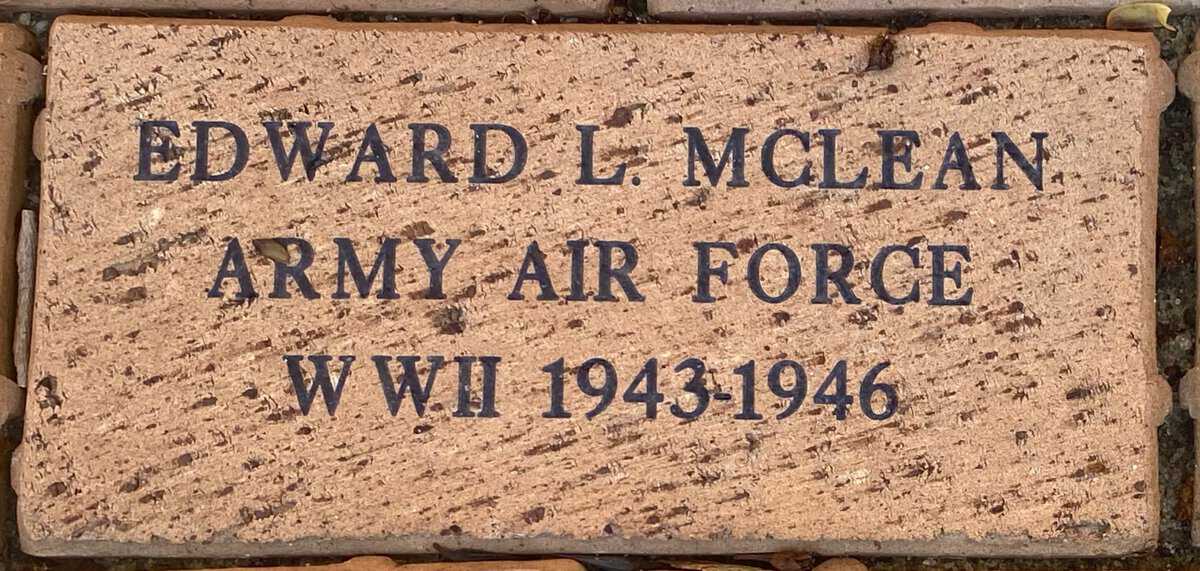 EDWARD L. MCLEAN
ARMY AIR FORCE
WWII 1943-1946